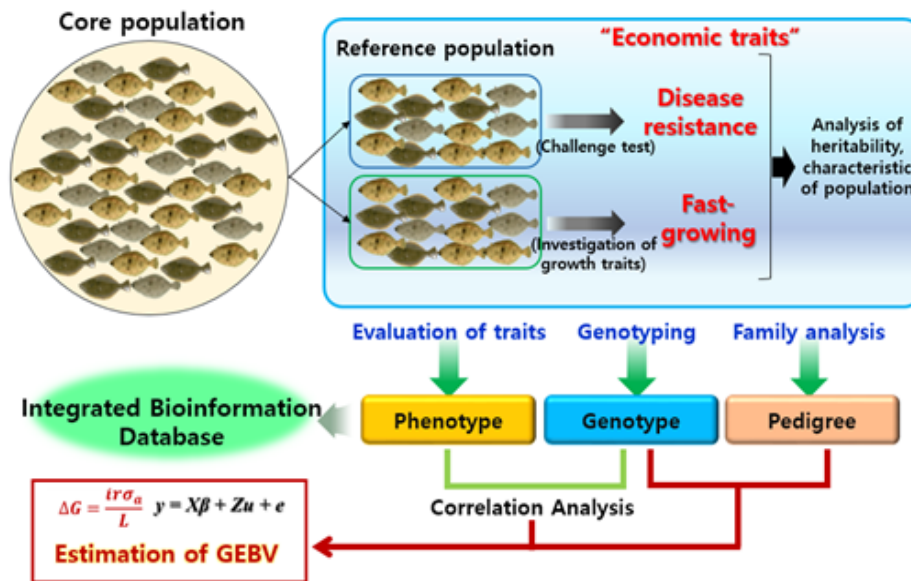 Core population
Reference population
"Economic traits"
(Challenge test)
Disease
resistance
(Investigation of
growth traits)
Fast-
growing
Analysis of
heritability,
characteristic
of population
Evaluation of traits
Genotyping
Family analysis
Integrated Bioinformation
Database
Phenotype
Genotype
Pedigree
Correlation Analysis
ΔG = irσₐ/L y = Xβ + Zu + e
Estimation of GEBV